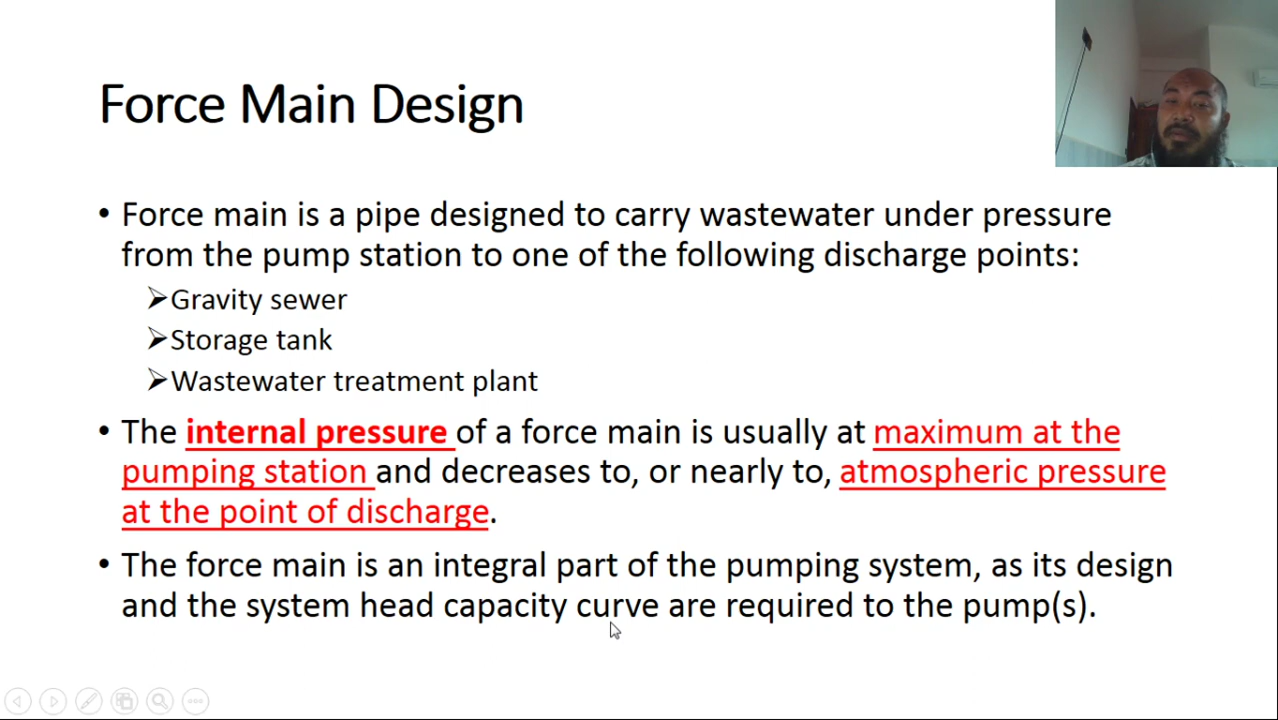 Force Main Design
• Force main is a pipe designed to carry wastewater under pressure
from the pump station to one of the following discharge points:
➢Gravity sewer
➢Storage tank
➢Wastewater treatment plant
• The internal pressure of a force main is usually at maximum at the
pumping station and decreases to, or nearly to, atmospheric pressure
at the point of discharge.
• The force main is an integral part of the pumping system, as its design
and the system head capacity curve are required to the pump(s).